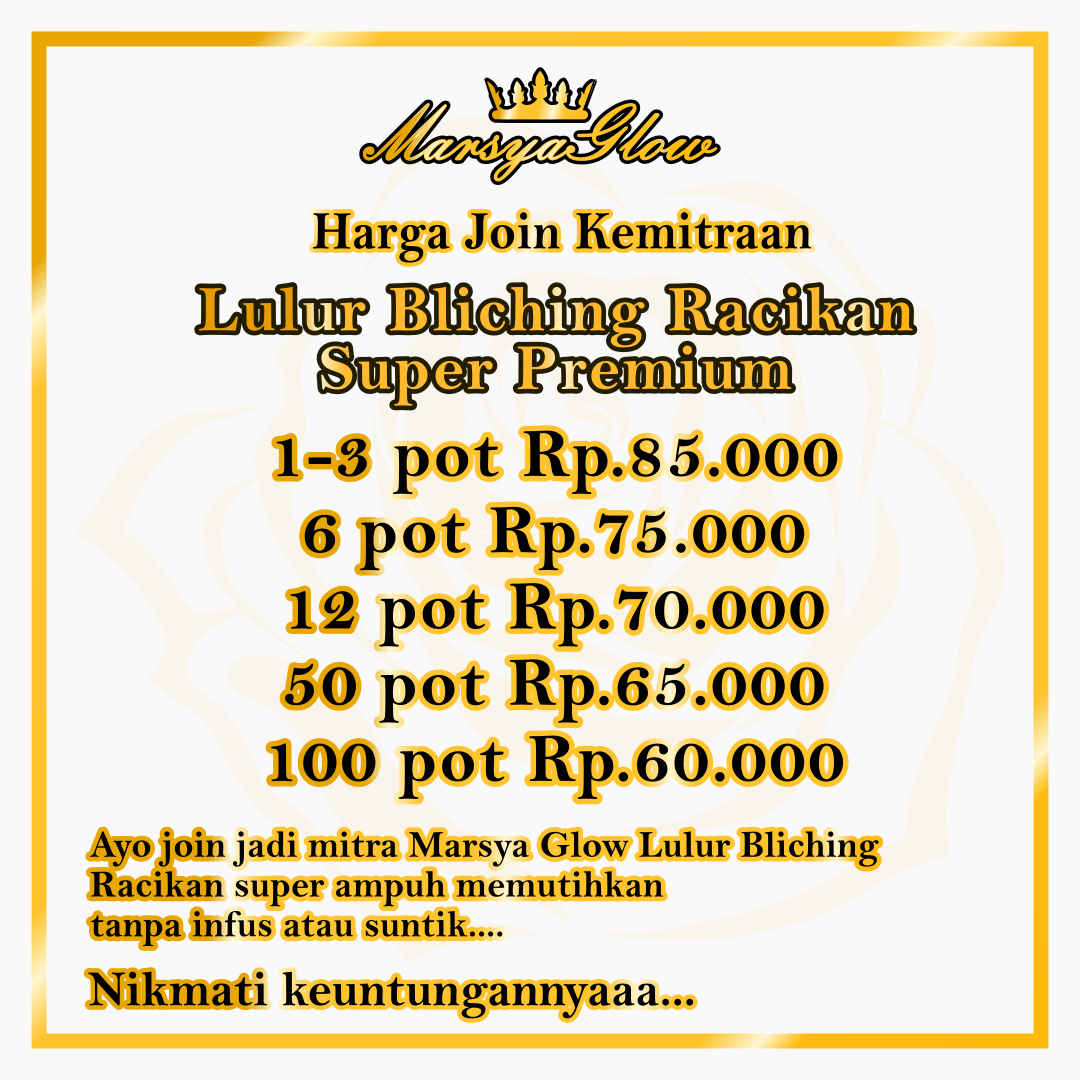 MarsyaGlow
Harga Join Kemitraan
Lulur Bliching Racikan
Super Premium
1-3 pot Rp.85.000
6 pot Rp.75.000
12 pot Rp.70.000
50 pot Rp.65.000
100 pot Rp.60.000
Ayo join jadi mitra Marsya Glow Lulur Bliching
Racikan super ampuh memutihkan
tanpa infus atau suntik....
Nikmati keuntungannyaaa...